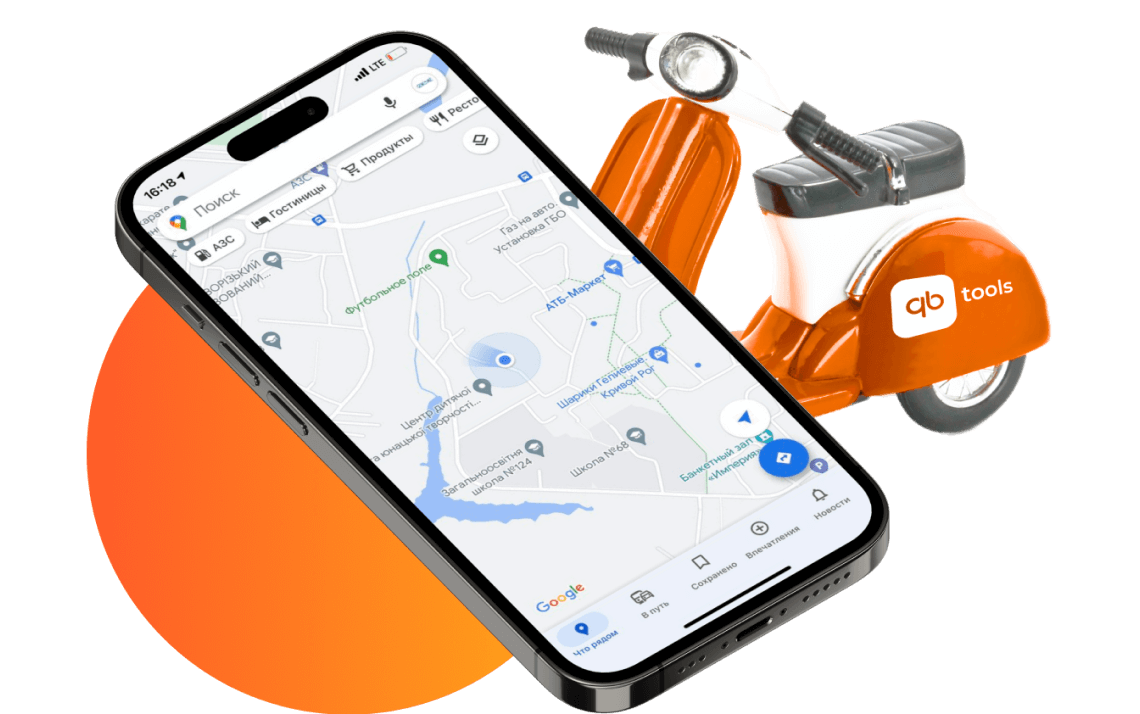 16:18
LTE
Поиск
АЗС
Гостиницы
Продукты
АЗС
Газ на авто.
Установка ГБО
Футбольное поле
АТБ-Маркет
Шарики Гелиевые
Кривой Рог
Центр дитячої
а юнацької творчості...
Загальноосвітня
школа №124
Школа №68
Банкетный зал
«Империя»
P
Google
Что рядом
В путь
Сохранено
Впечатления
Новости
qb tools